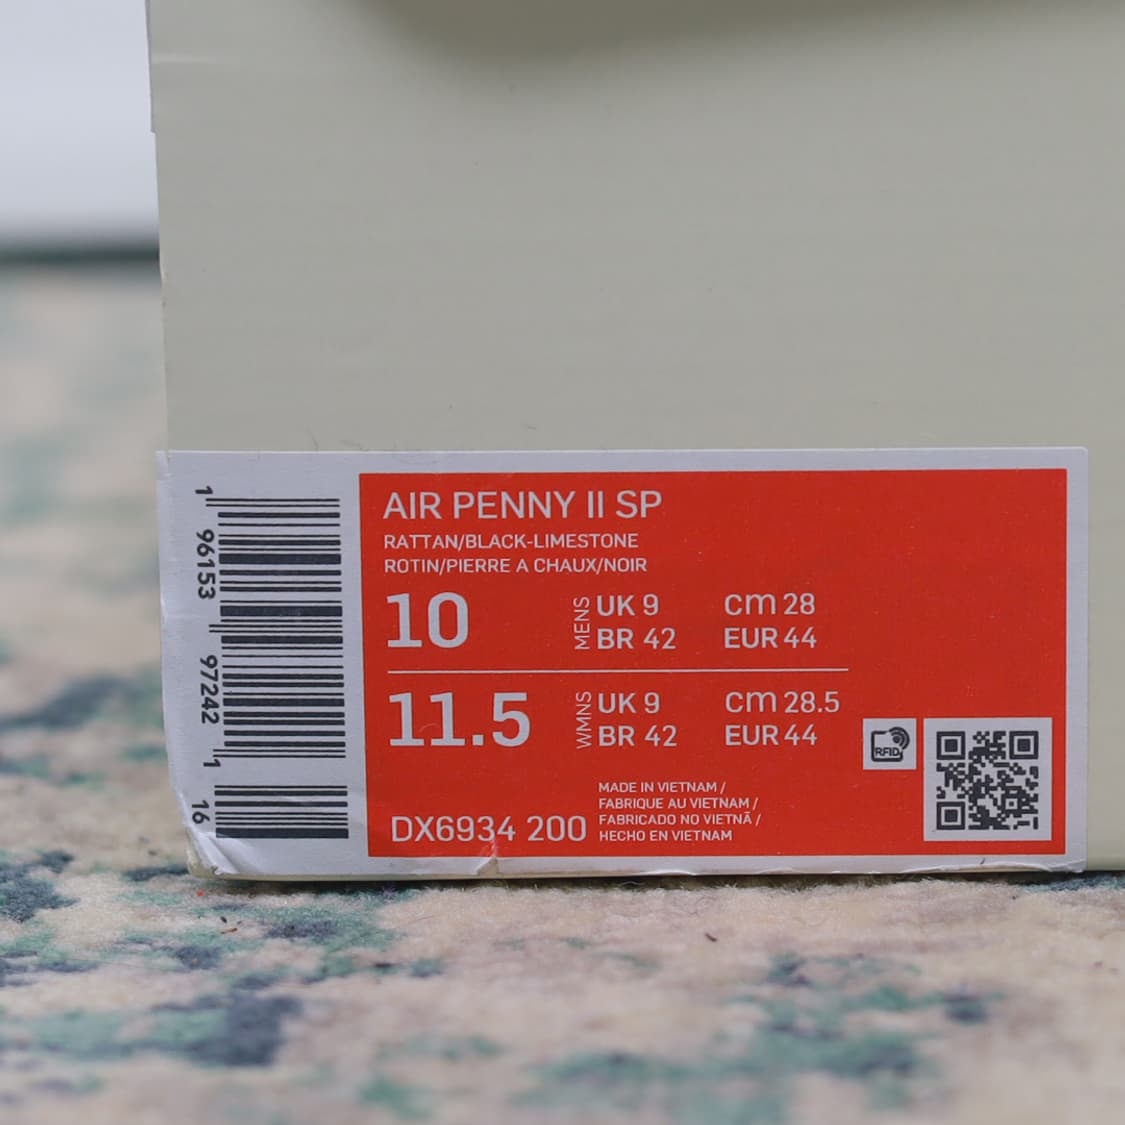 1 96153 97242 1 16
AIR PENNY II SP
RATTAN/BLACK-LIMESTONE
ROTIN/PIERRE A CHAUX/NOIR
10 MENS UK 9 cm 28
BR 42 EUR 44
11.5 WMNS UK 9 cm 28.5
BR 42 EUR 44
RFID
MADE IN VIETNAM /
FABRIQUE AU VIETNAM /
FABRICADO NO VIETNÃ /
HECHO EN VIETNAM
DX6934 200